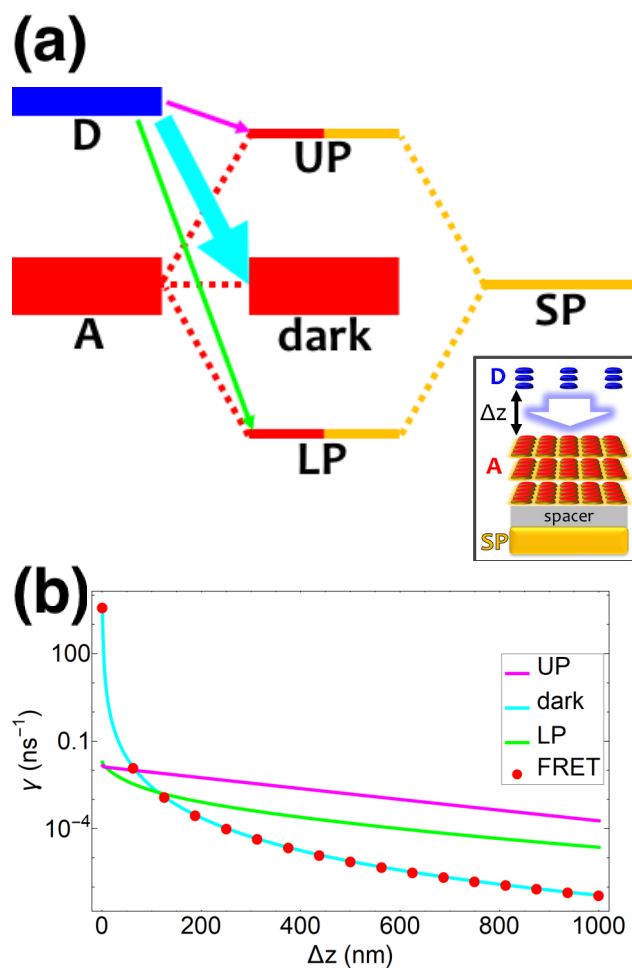 (a)
D
UP
A
dark
SP
LP
D
Δz
A
spacer
SP
(b)
γ (ns⁻¹)
100
0.1
10⁻⁴
UP
dark
LP
FRET
0 200 400 600 800 1000
Δz (nm)